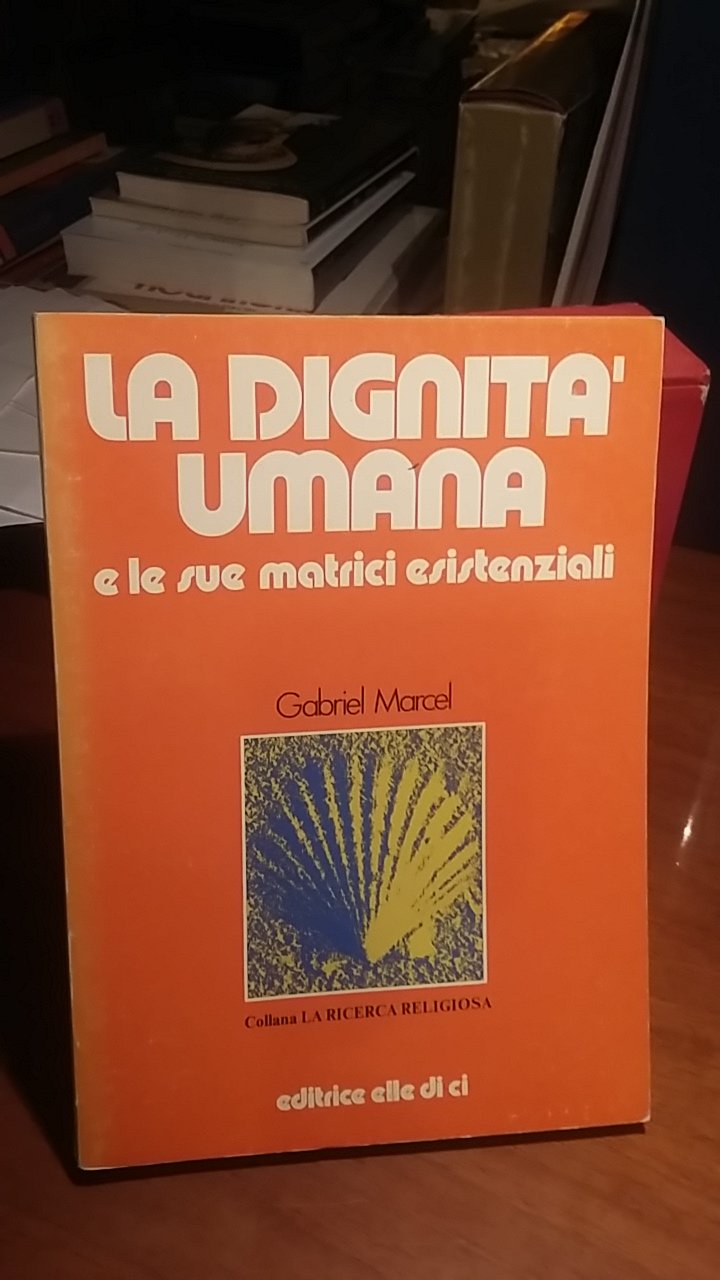 LA DIGNITA'
UMANA
e le sue matrici esistenziali
Gabriel Marcel
Collana LA RICERCA RELIGIOSA
editrice elle di ci